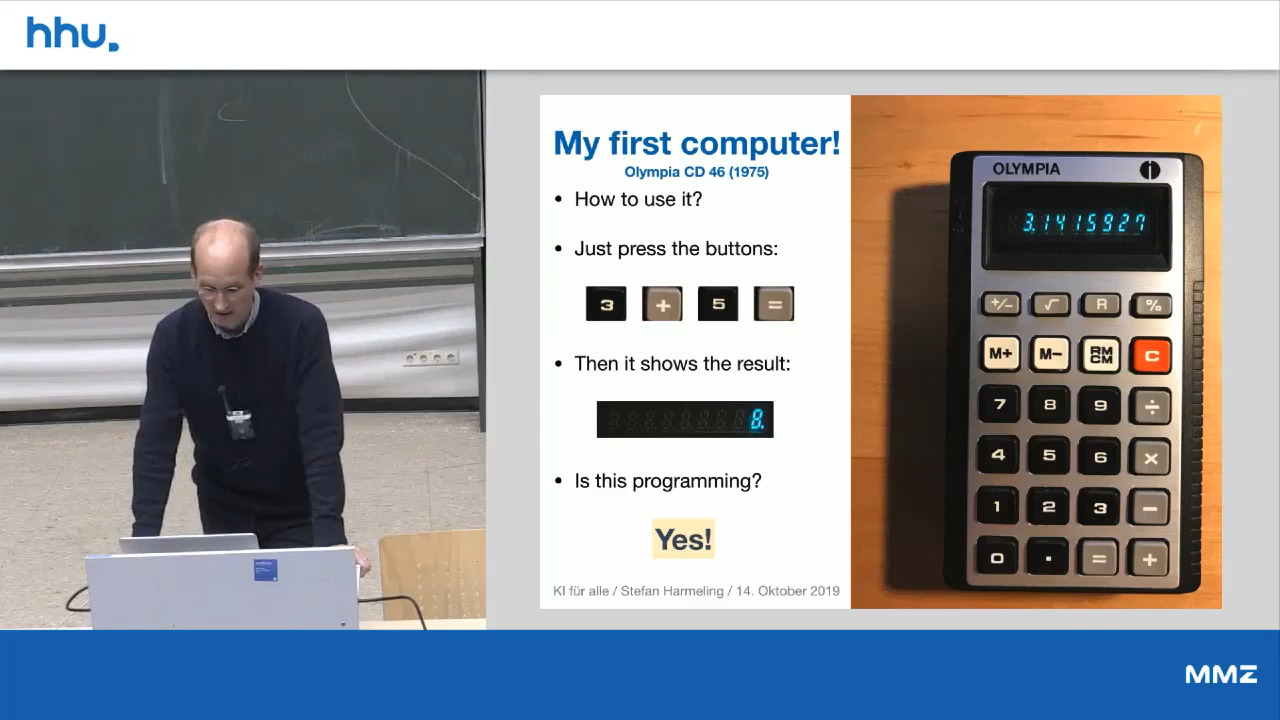 hhu.
My first computer!
Olympia CD 46 (1975)
• How to use it?
• Just press the buttons:
3 + 5 =
• Then it shows the result:
8.
• Is this programming?
Yes!
KI für alle / Stefan Harmeling / 14. Oktober 2019
OLYMPIA
3.1415927
+/- √ R %
M+ M- RM CM C
7 8 9 ÷
4 5 6 ×
1 2 3 −
0 . = +
MMZ